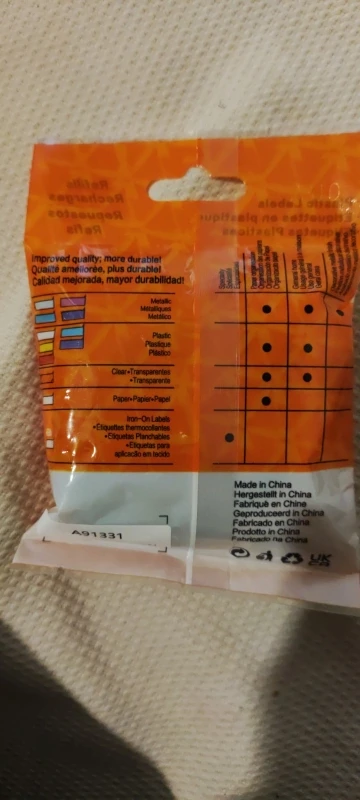 Refills
Recharges
Repuestos
Refis
Plastic Labels
Étiquettes en plastique
Etiquetas Plásticas
Improved quality; more durable!
Qualité améliorée, plus durable!
Calidad mejorada, mayor durabilidad!
Metallic
Métalliques
Metálico
Plastic
Plastique
Plástico
Clear•Transparentes
•Transparente
Paper•Papier•Papel
Iron-On Labels
•Étiquettes thermocollantes
•Etiquetas Planchables
•Etiquetas para
aplicação em tecido
Made in China
Hergestellt in China
Fabriqué en Chine
Geproduceerd in China
Fabricado en China
Prodotto in China
Fabricado na China
A91331
UK
CA